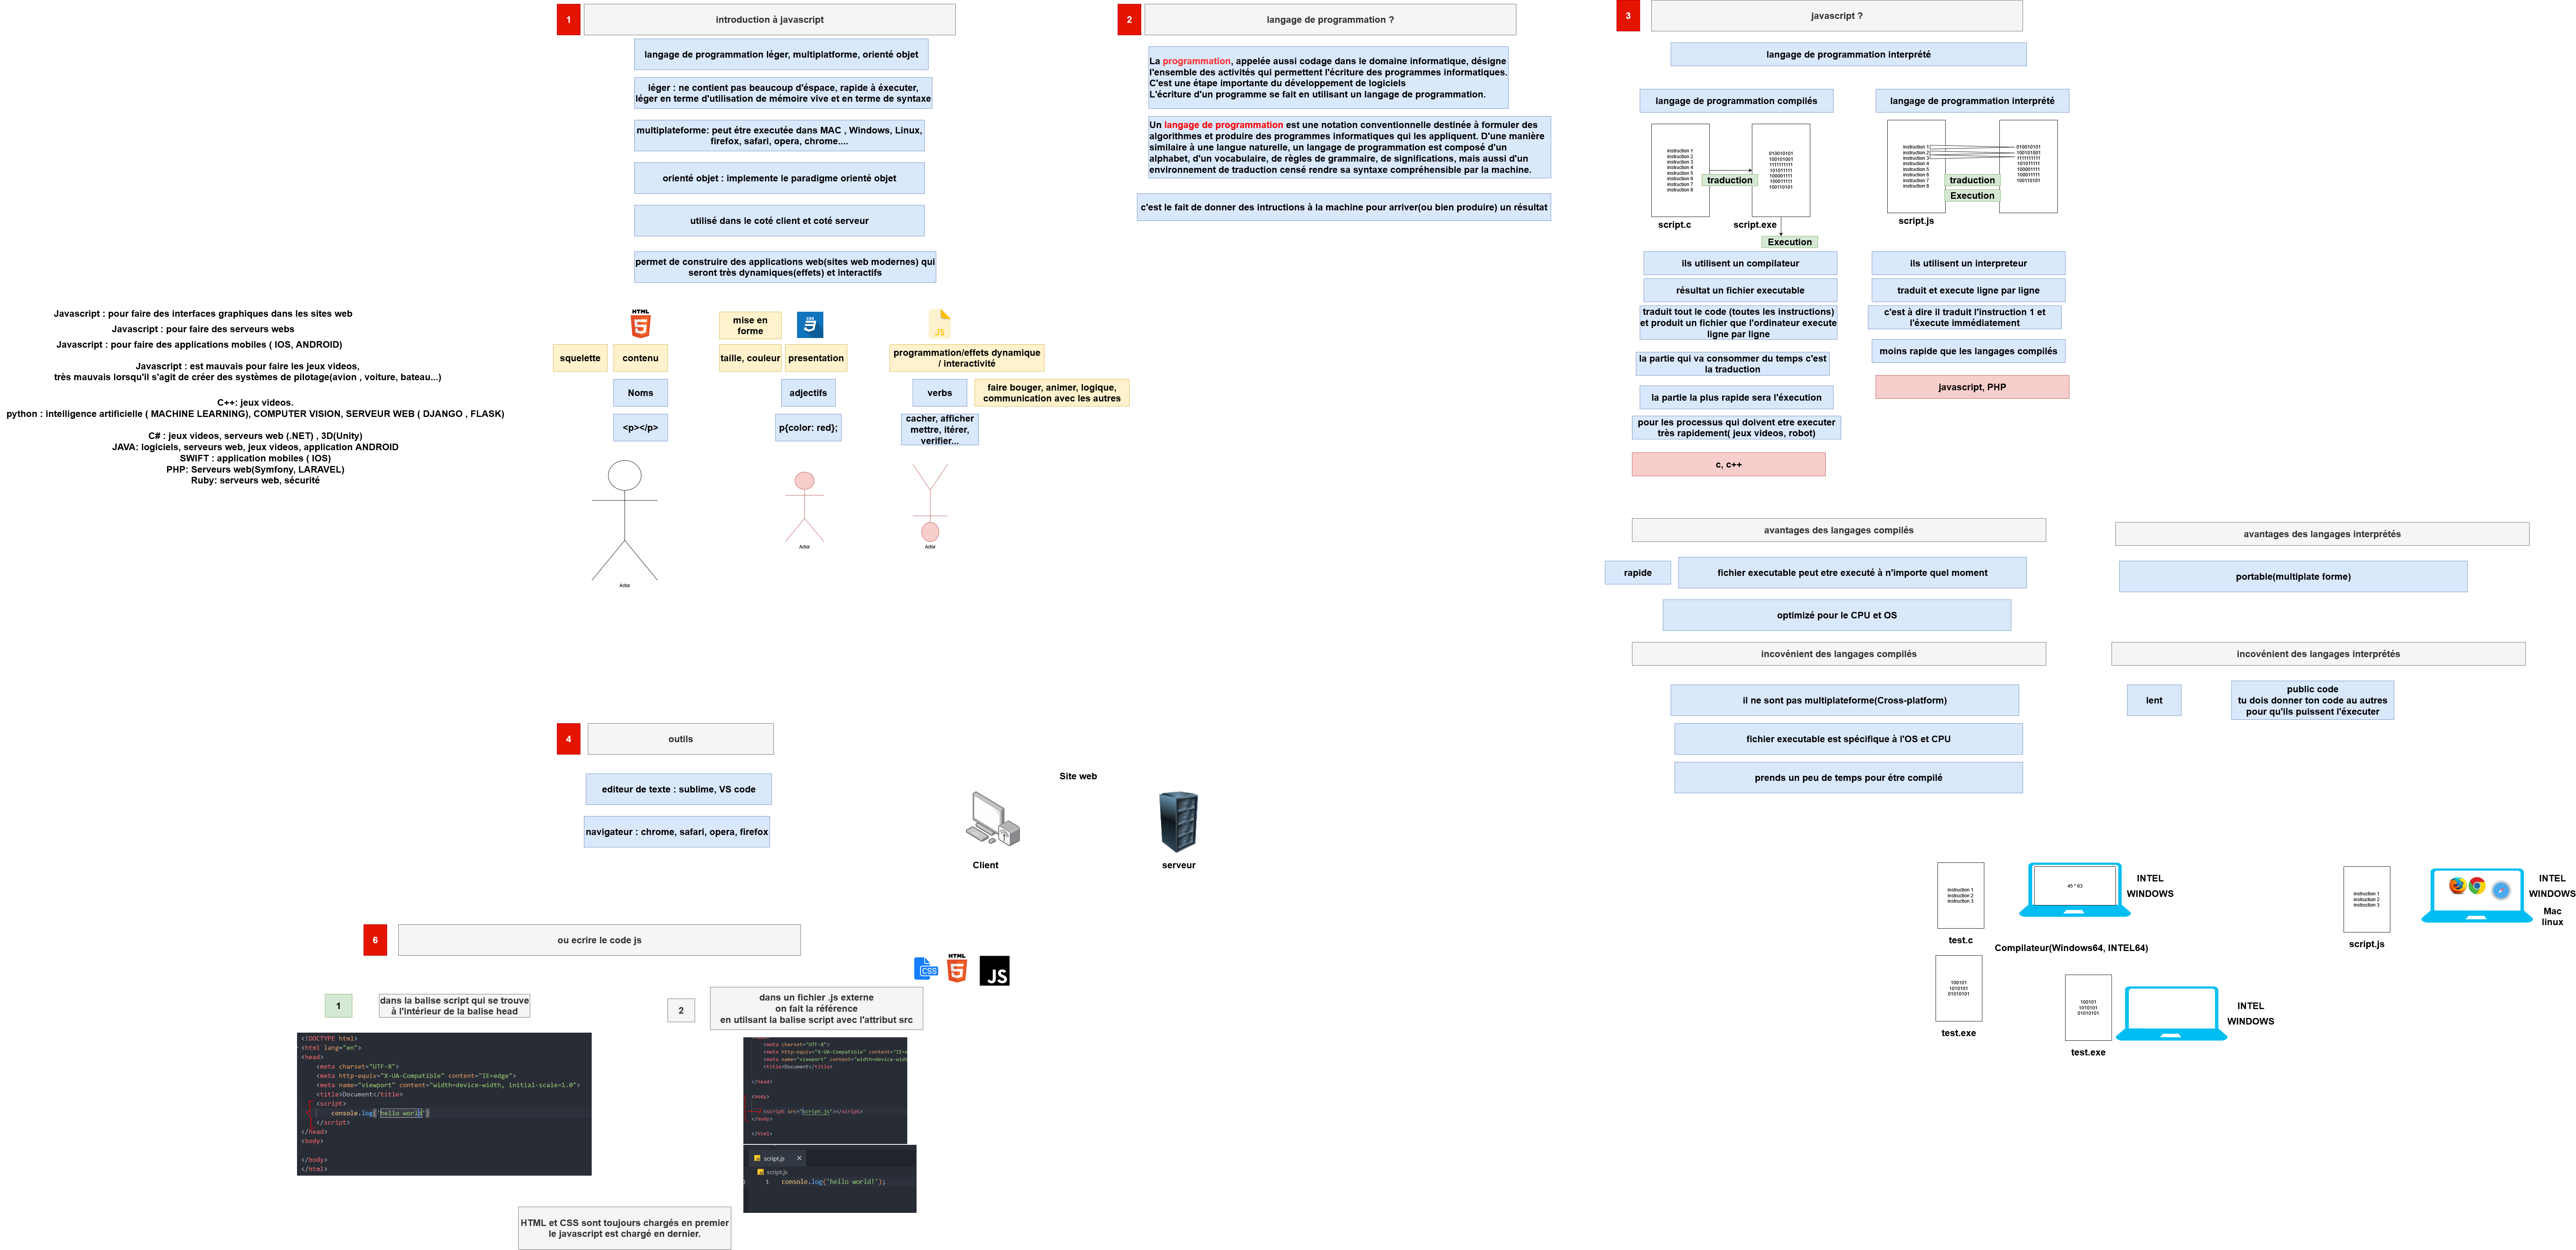 1
introduction à javascript
langage de programmation léger, multiplatforme, orienté objet
léger : ne contient pas beaucoup d'éspace, rapide à éxecuter,
léger en terme d'utilisation de mémoire vive et en terme de syntaxe
multiplateforme: peut étre executée dans MAC , Windows, Linux,
firefox, safari, opera, chrome....
orienté objet : implemente le paradigme orienté objet
utilisé dans le coté client et coté serveur
permet de construire des applications web(sites web modernes) qui
seront très dynamiques(effets) et interactifs
Javascript : pour faire des interfaces graphiques dans les sites web
Javascript : pour faire des serveurs webs
Javascript : pour faire des applications mobiles ( IOS, ANDROID)
Javascript : est mauvais pour faire les jeux videos,
très mauvais lorsqu'il s'agit de créer des systèmes de pilotage(avion , voiture, bateau...)
C++: jeux videos.
python : intelligence artificielle ( MACHINE LEARNING), COMPUTER VISION, SERVEUR WEB ( DJANGO , FLASK)
C# : jeux videos, serveurs web (.NET) , 3D(Unity)
JAVA: logiciels, serveurs web, jeux videos, application ANDROID
SWIFT : application mobiles ( IOS)
PHP: Serveurs web(Symfony, LARAVEL)
Ruby: serveurs web, sécurité
HTML
5
squelette
contenu
Noms
<p></p>
Actor
mise en
forme
CSS
3
taille, couleur
presentation
adjectifs
p{color: red};
Actor
JS
programmation/effets dynamique
/ interactivité
verbs
faire bouger, animer, logique,
communication avec les autres
cacher, afficher
mettre, itérer,
verifier...
Actor
2
langage de programmation ?
La programmation, appelée aussi codage dans le domaine informatique, désigne
l'ensemble des activités qui permettent l'écriture des programmes informatiques.
C'est une étape importante du développement de logiciels
L'écriture d'un programme se fait en utilisant un langage de programmation.
Un langage de programmation est une notation conventionnelle destinée à formuler des
algorithmes et produire des programmes informatiques qui les appliquent. D'une manière
similaire à une langue naturelle, un langage de programmation est composé d'un
alphabet, d'un vocabulaire, de règles de grammaire, de significations, mais aussi d'un
environnement de traduction censé rendre sa syntaxe compréhensible par la machine.
c'est le fait de donner des intructions à la machine pour arriver(ou bien produire) un résultat
3
javascript ?
langage de programmation interprété
langage de programmation compilés
instruction 1
instruction 2
instruction 3
instruction 4
instruction 5
instruction 6
instruction 7
instruction 8
script.c
traduction
010010101
100101001
1111111111
101011111
100001111
100011111
100110101
script.exe
Execution
ils utilisent un compilateur
résultat un fichier executable
traduit tout le code (toutes les instructions)
et produit un fichier que l'ordinateur execute
ligne par ligne
la partie qui va consommer du temps c'est
la traduction
la partie la plus rapide sera l'éxécution
pour les processus qui doivent etre executer
très rapidement( jeux videos, robot)
c, c++
langage de programmation interprété
instruction 1
instruction 2
instruction 3
instruction 4
instruction 5
instruction 6
instruction 7
instruction 8
script.js
traduction
Execution
010010101
100101001
1111111111
101011111
100001111
100011111
100110101
ils utilisent un interpreteur
traduit et execute ligne par ligne
c'est à dire il traduit l'instruction 1 et
l'éxecute immédiatement
moins rapide que les langages compilés
javascript, PHP
avantages des langages compilés
rapide
fichier executable peut etre executé à n'importe quel moment
optimizé pour le CPU et OS
incovénient des langages compilés
il ne sont pas multiplateforme(Cross-platform)
fichier executable est spécifique à l'OS et CPU
prends un peu de temps pour étre compilé
avantages des langages interprétés
portable(multiplate forme)
incovénient des langages interprétés
lent
public code
tu dois donner ton code au autres
pour qu'ils puissent l'éxecuter
4
outils
editeur de texte : sublime, VS code
navigateur : chrome, safari, opera, firefox
Site web
Client
serveur
instruction 1
instruction 2
instruction 3
test.c
45 * 63
INTEL
WINDOWS
Compilateur(Windows64, INTEL64)
100101
1010101
01010101
test.exe
100101
1010101
01010101
test.exe
INTEL
WINDOWS
instruction 1
instruction 2
instruction 3
script.js
INTEL
WINDOWS
Mac
linux
6
ou ecrire le code js
CSS
HTML
5
JS
1
dans la balise script qui se trouve
à l'intérieur de la balise head
<!DOCTYPE html>
<html lang="en">
<head>
<meta charset="UTF-8">
<meta http-equiv="X-UA-Compatible" content="IE=edge">
<meta name="viewport" content="width=device-width, initial-scale=1.0">
<title>Document</title>
<script>
console.log('hello world')
</script>
</head>
<body>
</body>
</html>
2
dans un fichier .js externe
on fait la référence
en utilsant la balise script avec l'attribut src
<meta charset="UTF-8">
<meta http-equiv="X-UA-Compatible" content="IE=e
<meta name="viewport" content="width=device-widt
<title>Document</title>
</head>
<body>
<script src="script.js"></script>
</body>
</html>
script.js
script.js
1 console.log('hello world!');
HTML et CSS sont toujours chargés en premier
le javascript est chargé en dernier.